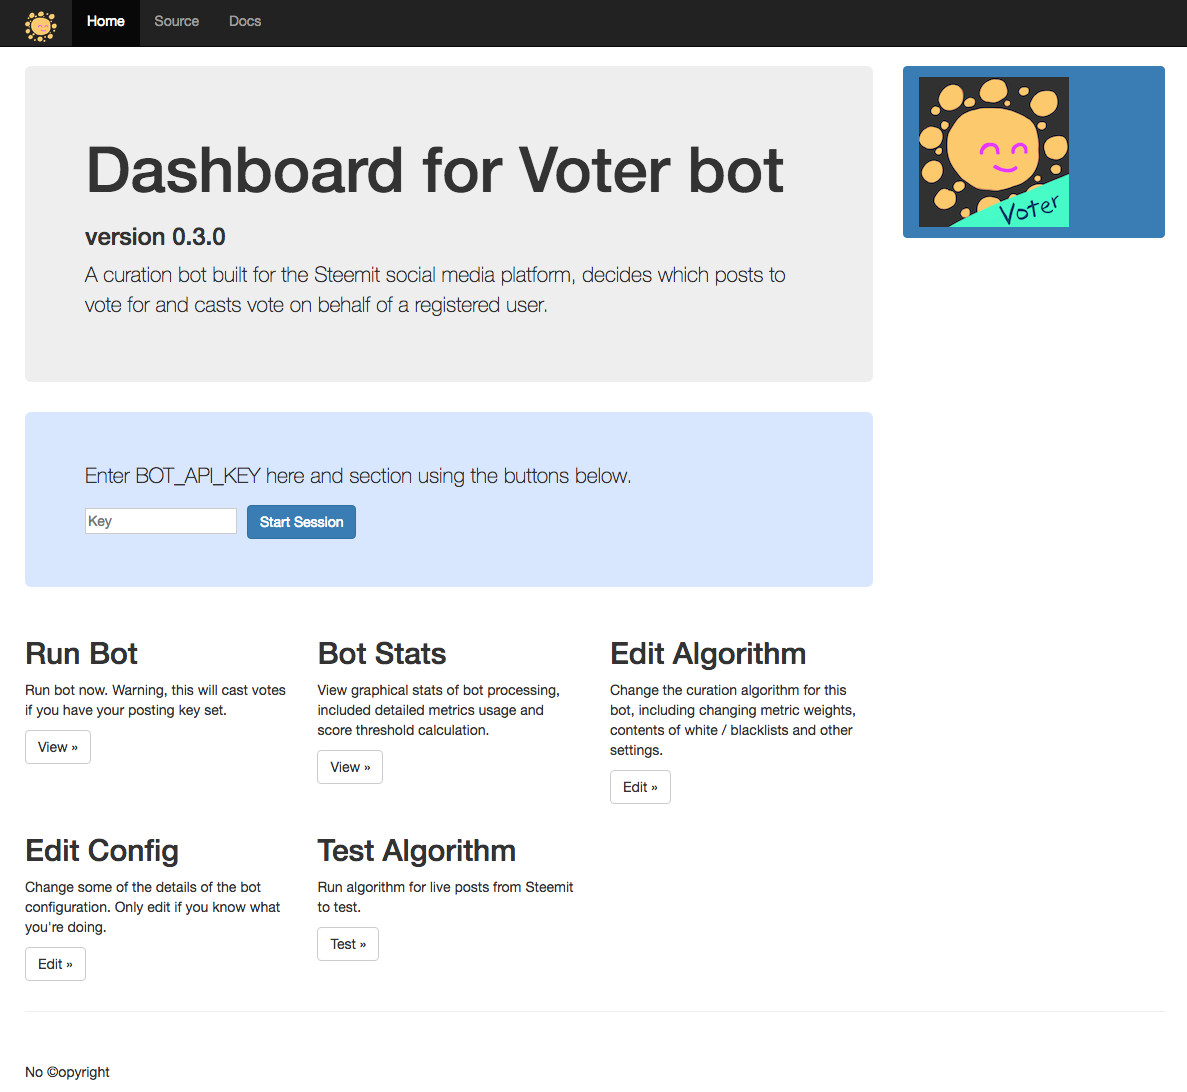 Home Source Docs
Dashboard for Voter bot
version 0.3.0
A curation bot built for the Steemit social media platform, decides which posts to
vote for and casts vote on behalf of a registered user.
Voter
Enter BOT_API_KEY here and section using the buttons below.
Key Start Session
Run Bot
Run bot now. Warning, this will cast votes
if you have your posting key set.
View »
Bot Stats
View graphical stats of bot processing,
included detailed metrics usage and
score threshold calculation.
View »
Edit Algorithm
Change the curation algorithm for this
bot, including changing metric weights,
contents of white / blacklists and other
settings.
Edit »
Edit Config
Change some of the details of the bot
configuration. Only edit if you know what
you're doing.
Edit »
Test Algorithm
Run algorithm for live posts from Steemit
to test.
Test »
No ©opyright